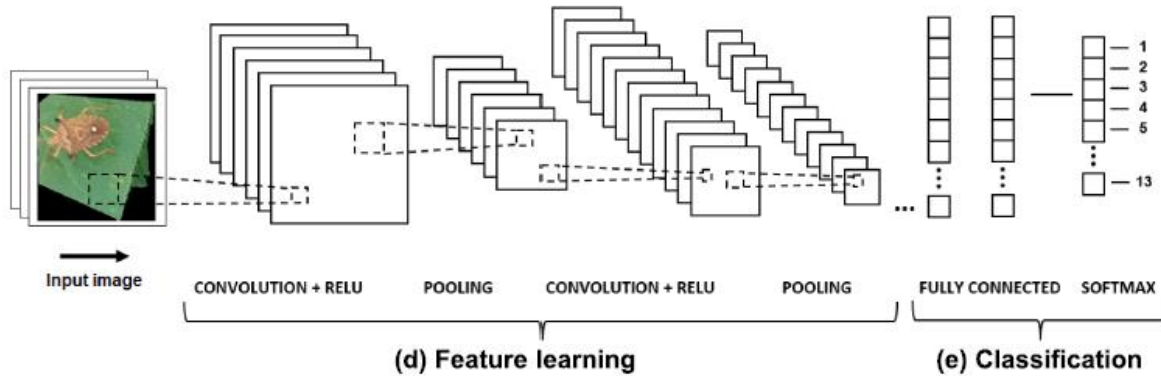 1
2
3
4
5
13
...
Input image
CONVOLUTION + RELU POOLING CONVOLUTION + RELU POOLING FULLY CONNECTED SOFTMAX
(d) Feature learning (e) Classification